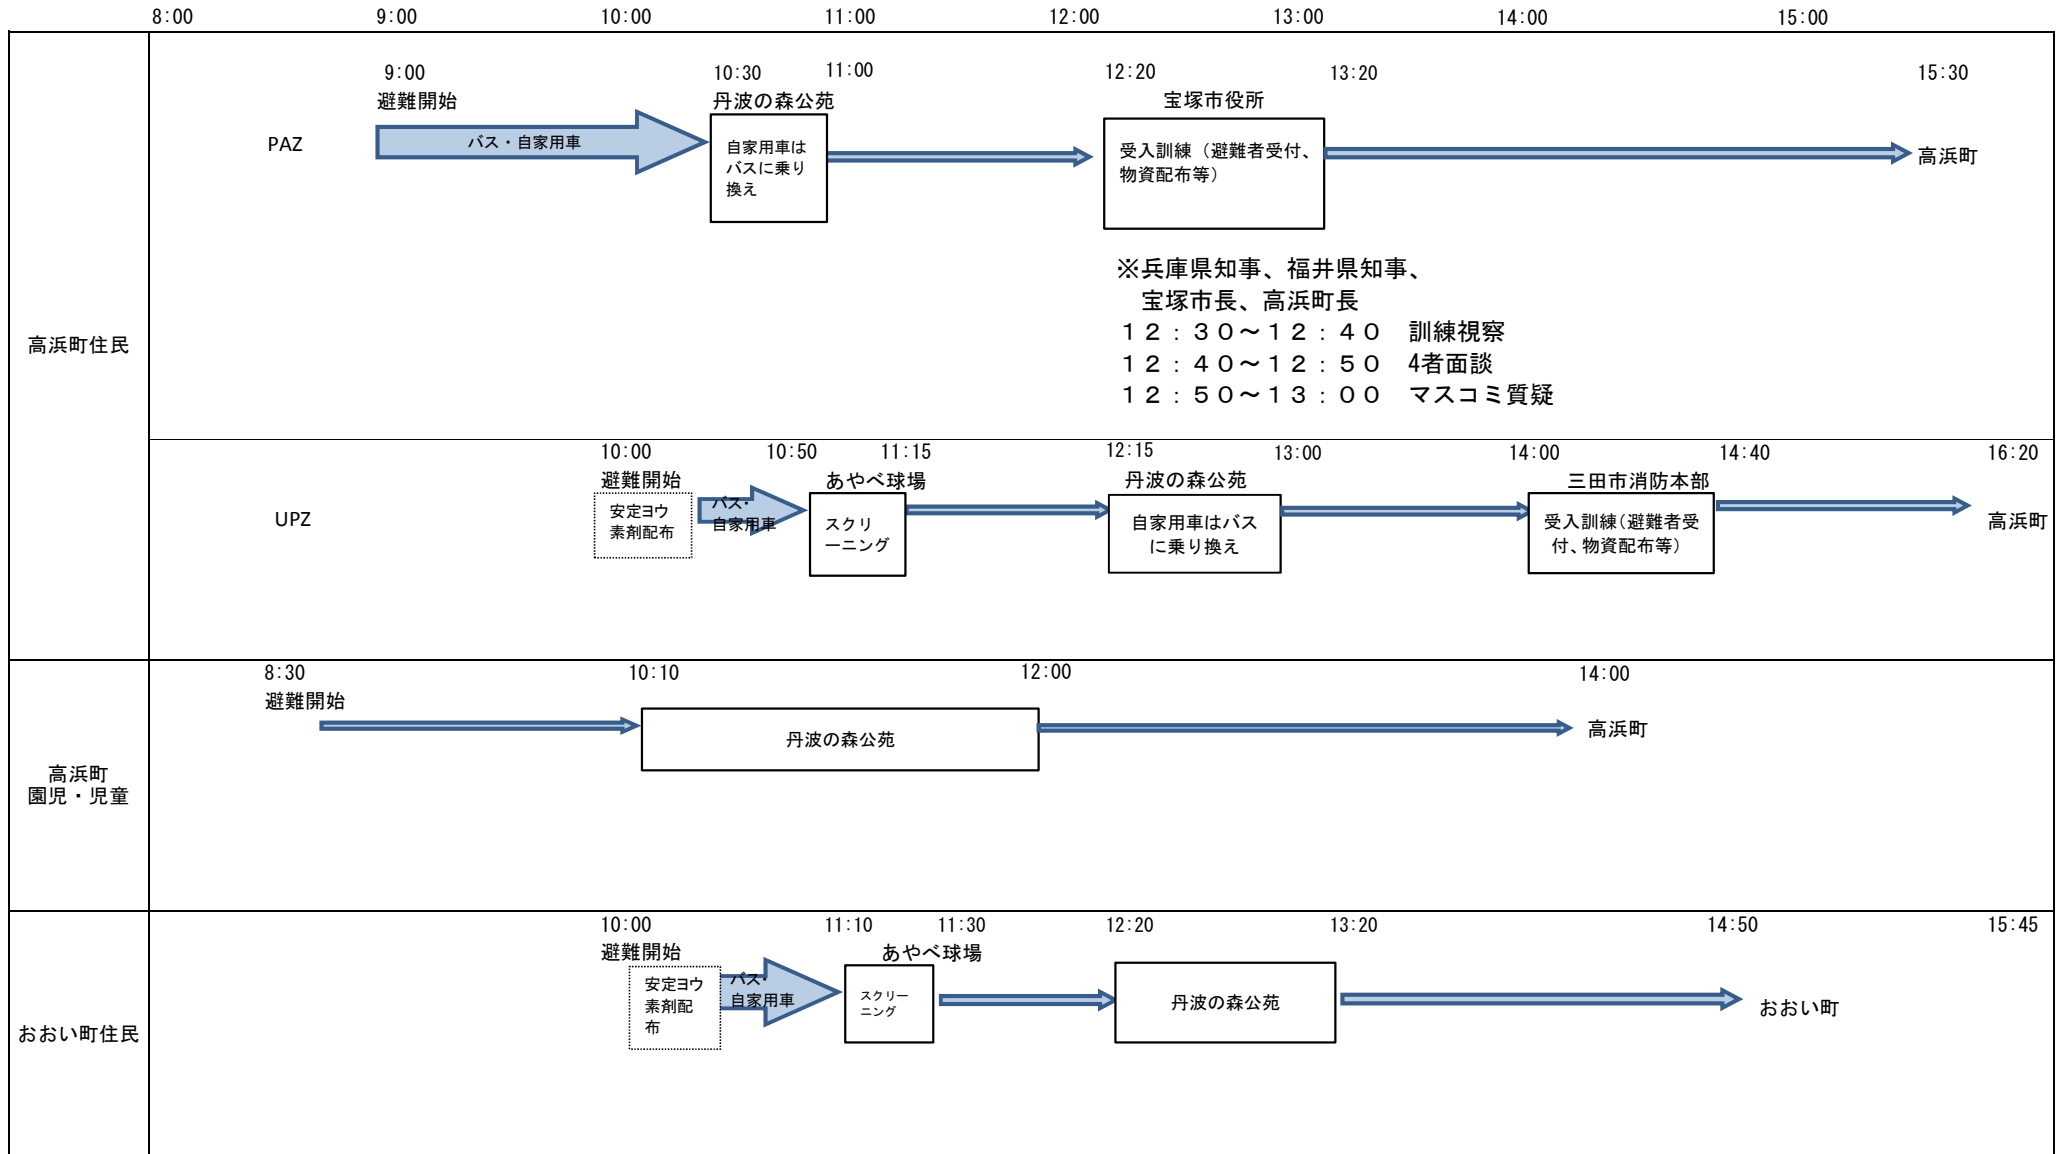 8:00 9:00 10:00 11:00 12:00 13:00 14:00 15:00
高浜町住民
PAZ
9:00 10:30 11:00 12:20 13:20 15:30
避難開始 丹波の森公苑 宝塚市役所
バス・自家用車
自家用車は
バスに乗り
換え
受入訓練（避難者受付、
物資配布等）
高浜町
※兵庫県知事、福井県知事、
宝塚市長、高浜町長
１２：３０～１２：４０ 訓練視察
１２：４０～１２：５０ 4者面談
１２：５０～１３：００ マスコミ質疑
UPZ
10:00 10:50 11:15 12:15 13:00 14:00 14:40 16:20
避難開始 あやべ球場 丹波の森公苑 三田市消防本部
安定ヨウ
素剤配布
バス・
自家用車
スクリ
ーニング
自家用車はバス
に乗り換え
受入訓練（避難者受
付、物資配布等）
高浜町
高浜町
園児・児童
8:30 10:10 12:00 14:00
避難開始
丹波の森公苑
高浜町
おおい町住民
10:00 11:10 11:30 12:20 13:20 14:50 15:45
避難開始 あやべ球場
安定ヨウ
素剤配
布
バス・
自家用車
スクリー
ニング
丹波の森公苑
おおい町